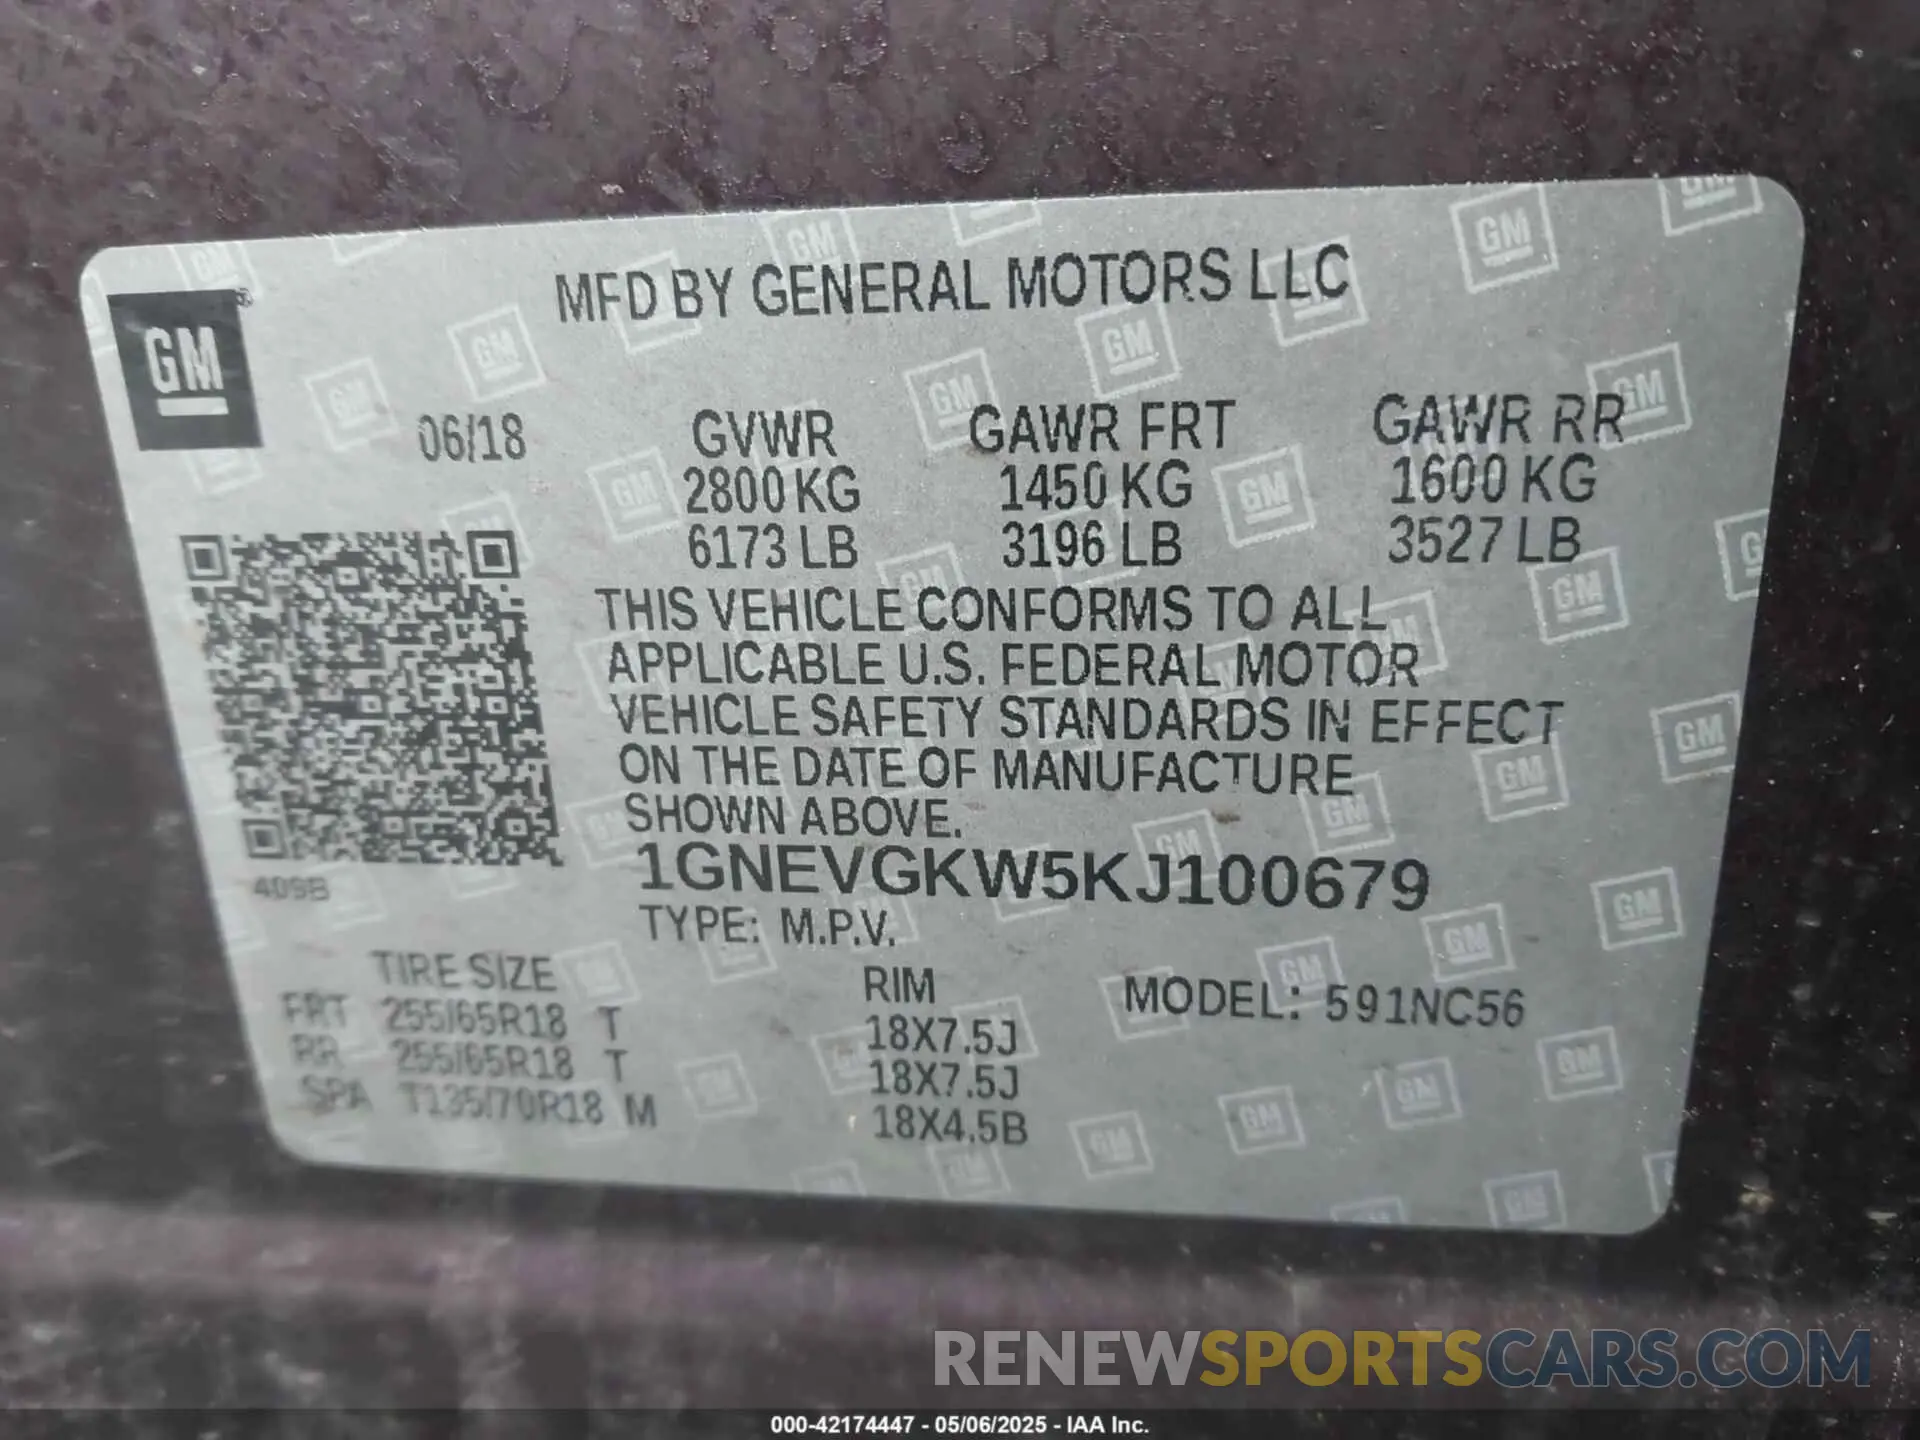 GM
MFD BY GENERAL MOTORS LLC
06/18 GVWR GAWR FRT GAWR RR
2800 KG 1450 KG 1600 KG
6173 LB 3196 LB 3527 LB
THIS VEHICLE CONFORMS TO ALL
APPLICABLE U.S. FEDERAL MOTOR
VEHICLE SAFETY STANDARDS IN EFFECT
ON THE DATE OF MANUFACTURE
SHOWN ABOVE.
409B
1GNEVGKW5KJ100679
TYPE: M.P.V.
TIRE SIZE RIM MODEL: 591NC56
FRT 255/65R18 T 18X7.5J
RR 255/65R18 T 18X7.5J
SPA T135/70R18 M 18X4.5B
RENEWSPORTSCARS.COM
000-42174447 - 05/06/2025 - IAA Inc.